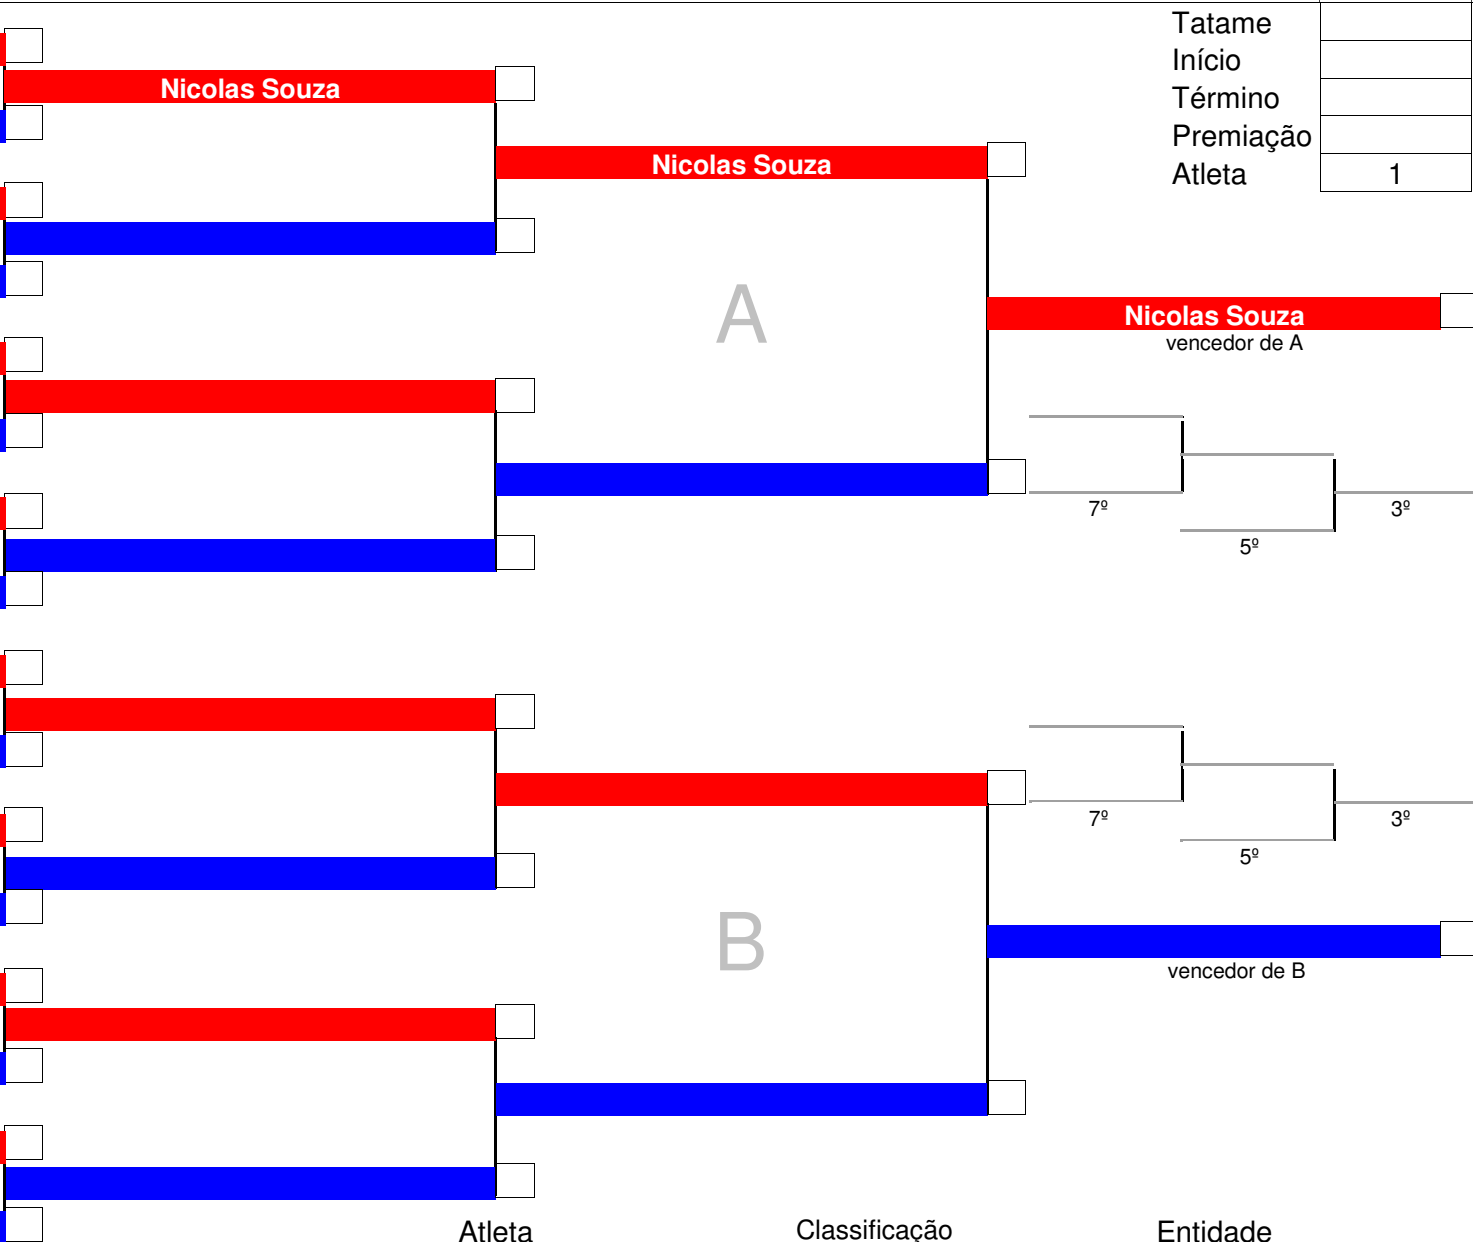 Tatame
Início
Término
Premiação
Atleta 1
Nicolas Souza
Nicolas Souza
A
Nicolas Souza
vencedor de A
7º
3º
5º
7º
3º
5º
B
vencedor de B
Atleta Classificação Entidade